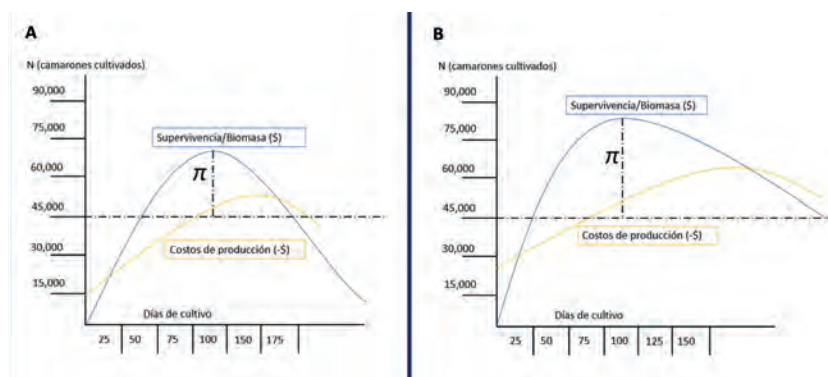 A
N (camarones cultivados)
90,000
75,000
60,000
45,000
30,000
15,000
Supervivencia/Biomasa ($)
π
Costos de producción (-$)
Días de cultivo
25 50 75 100 150 175
B
N (camarones cultivados)
90,000
75,000
60,000
45,000
30,000
15,000
Supervivencia/Biomasa ($)
π
Costos de producción (-$)
Días de cultivo
25 50 75 100 125 150